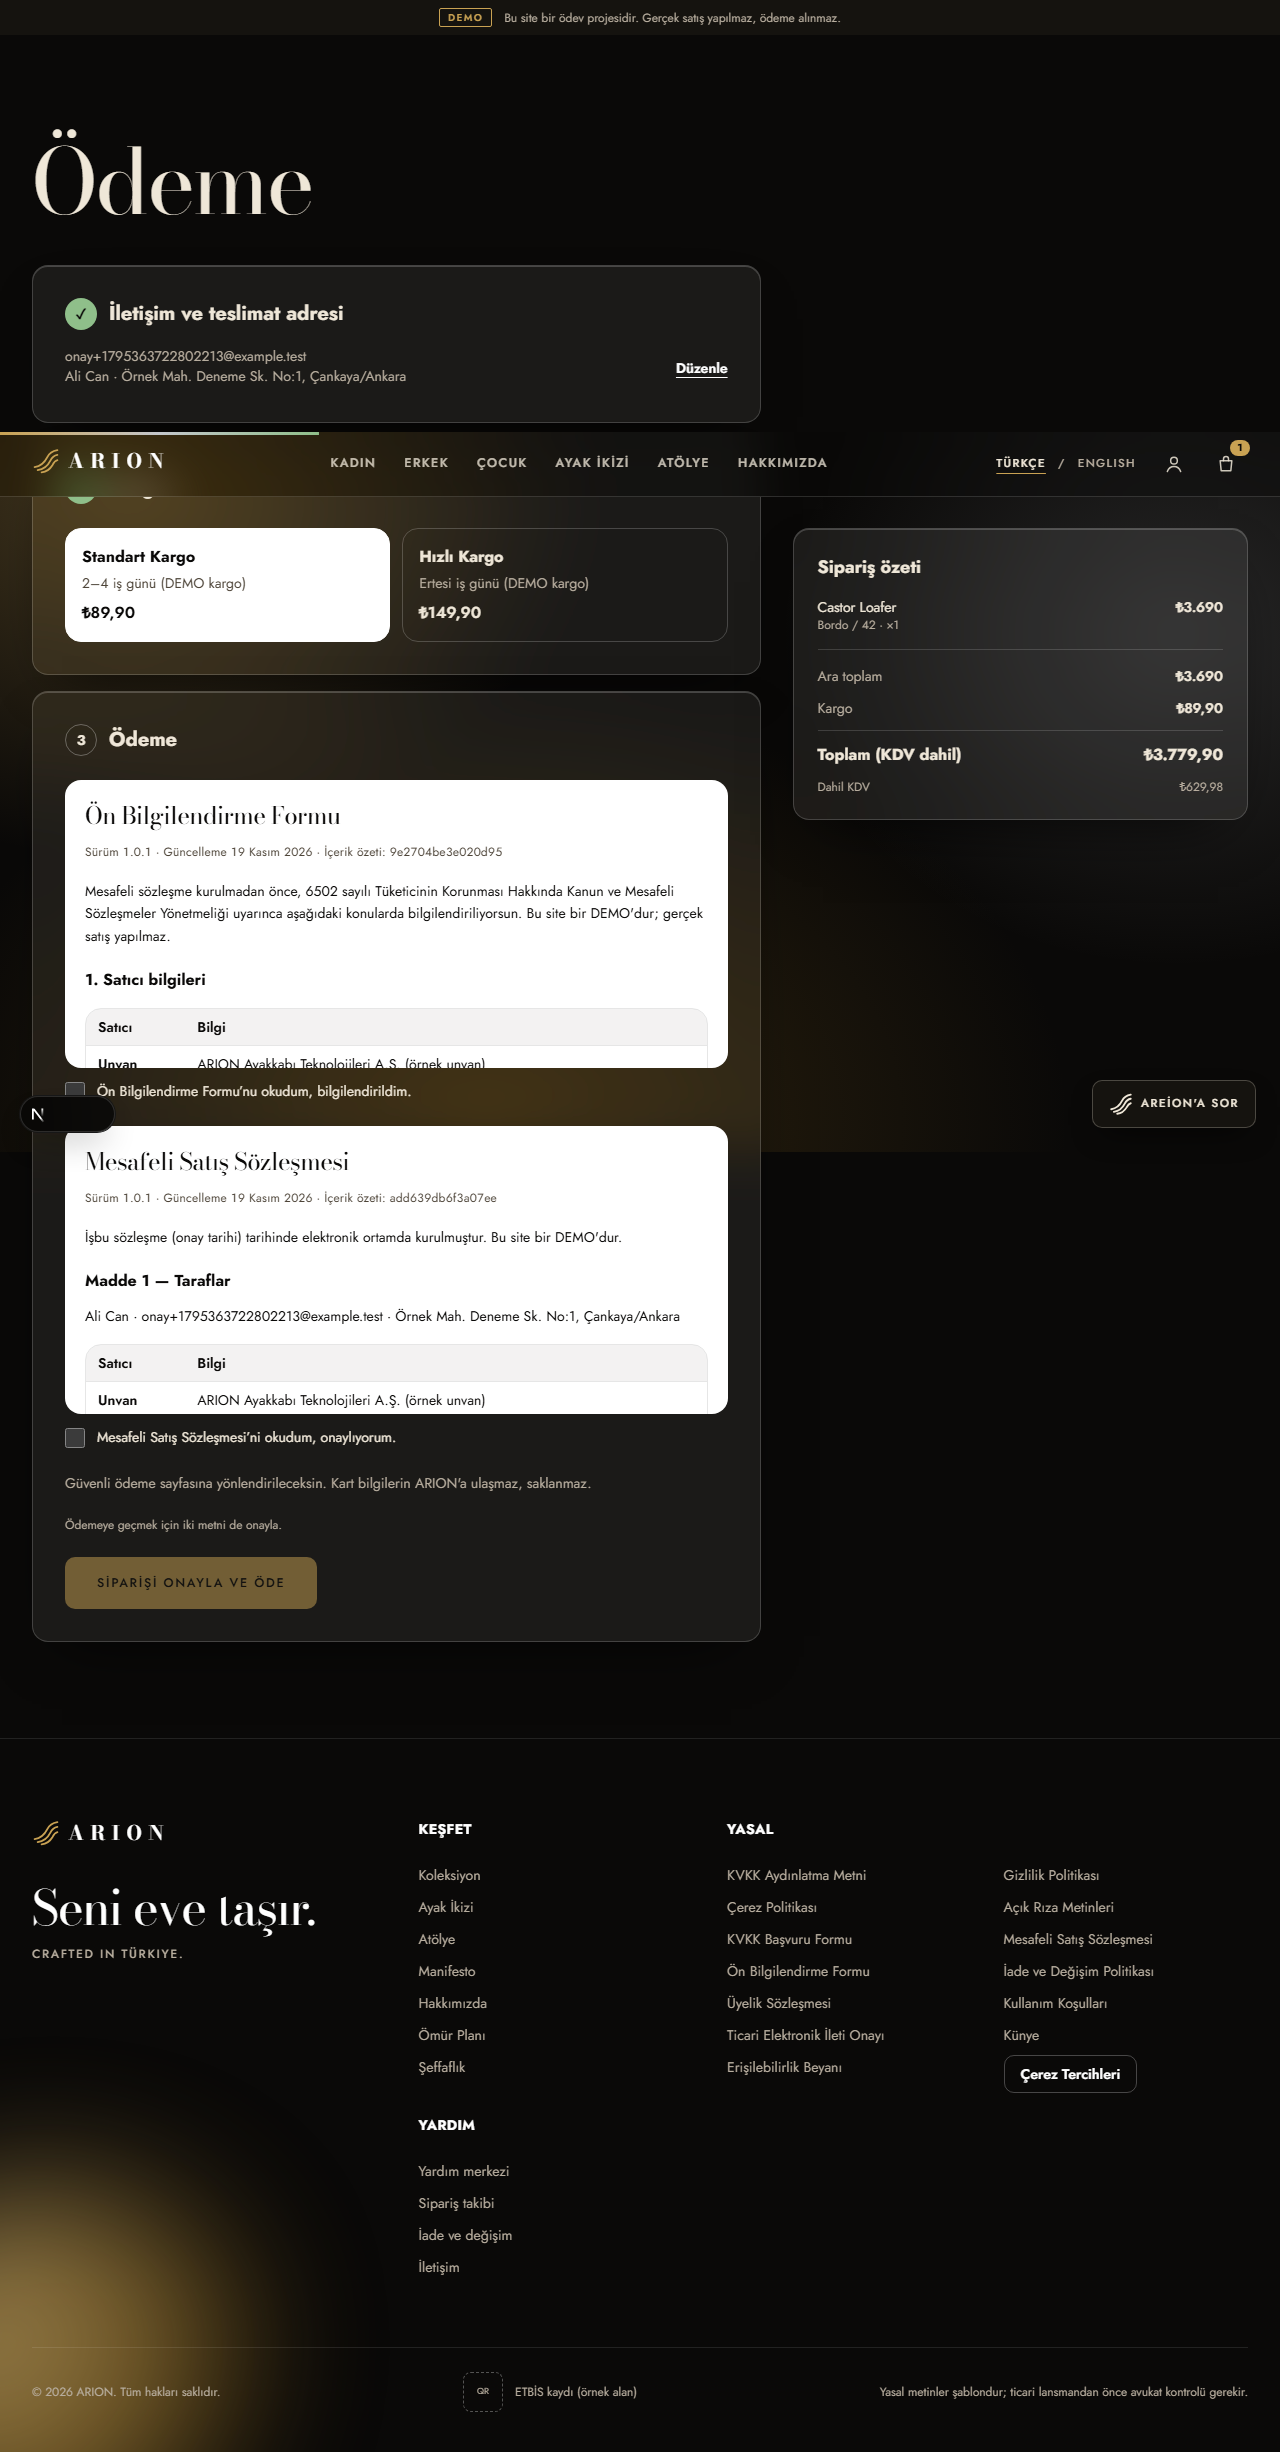 DEMO Bu site bir ödev projesidir. Gerçek satış yapılmaz, ödeme alınmaz.
Ödeme
✓ İletişim ve teslimat adresi
onay+1795363722802213@example.test
Ali Can · Örnek Mah. Deneme Sk. No:1, Çankaya/Ankara
Düzenle
ARION KADIN ERKEK ÇOCUK AYAK İKİZİ ATÖLYE HAKKIMIZDA TÜRKÇE / ENGLISH 1
Standart Kargo
2–4 iş günü (DEMO kargo)
₺89,90
Hızlı Kargo
Ertesi iş günü (DEMO kargo)
₺149,90
Sipariş özeti
Castor Loafer ₺3.690
Bordo / 42 · ×1
Ara toplam ₺3.690
Kargo ₺89,90
Toplam (KDV dahil) ₺3.779,90
Dahil KDV ₺629,98
3 Ödeme
Ön Bilgilendirme Formu
Sürüm 1.0.1 · Güncelleme 19 Kasım 2026 · İçerik özeti: 9e2704be3e020d95
Mesafeli sözleşme kurulmadan önce, 6502 sayılı Tüketicinin Korunması Hakkında Kanun ve Mesafeli
Sözleşmeler Yönetmeliği uyarınca aşağıdaki konularda bilgilendiriliyorsun. Bu site bir DEMO'dur; gerçek
satış yapılmaz.
1. Satıcı bilgileri
Satıcı Bilgi
Unvan ARION Ayakkabı Teknolojileri A.Ş. (örnek unvan)
Ön Bilgilendirme Formu'nu okudum, bilgilendirildim.
N
AREİON'A SOR
Mesafeli Satış Sözleşmesi
Sürüm 1.0.1 · Güncelleme 19 Kasım 2026 · İçerik özeti: add639db6f3a07ee
İşbu sözleşme (onay tarihi) tarihinde elektronik ortamda kurulmuştur. Bu site bir DEMO'dur.
Madde 1 — Taraflar
Ali Can · onay+1795363722802213@example.test · Örnek Mah. Deneme Sk. No:1, Çankaya/Ankara
Satıcı Bilgi
Unvan ARION Ayakkabı Teknolojileri A.Ş. (örnek unvan)
Mesafeli Satış Sözleşmesi'ni okudum, onaylıyorum.
Güvenli ödeme sayfasına yönlendirileceksin. Kart bilgilerin ARION'a ulaşmaz, saklanmaz.
Ödemeye geçmek için iki metni de onayla.
SİPARİŞİ ONAYLA VE ÖDE
ARION
Seni eve taşır.
CRAFTED IN TÜRKİYE.
KEŞFET
Koleksiyon
Ayak İkizi
Atölye
Manifesto
Hakkımızda
Ömür Planı
Şeffaflık
YARDIM
Yardım merkezi
Sipariş takibi
İade ve değişim
İletişim
YASAL
KVKK Aydınlatma Metni
Çerez Politikası
KVKK Başvuru Formu
Ön Bilgilendirme Formu
Üyelik Sözleşmesi
Ticari Elektronik İleti Onayı
Erişilebilirlik Beyanı
Gizlilik Politikası
Açık Rıza Metinleri
Mesafeli Satış Sözleşmesi
İade ve Değişim Politikası
Kullanım Koşulları
Künye
Çerez Tercihleri
© 2026 ARION. Tüm hakları saklıdır.
QR ETBİS kaydı (örnek alan)
Yasal metinler şablondur; ticari lansmandan önce avukat kontrolü gerekir.